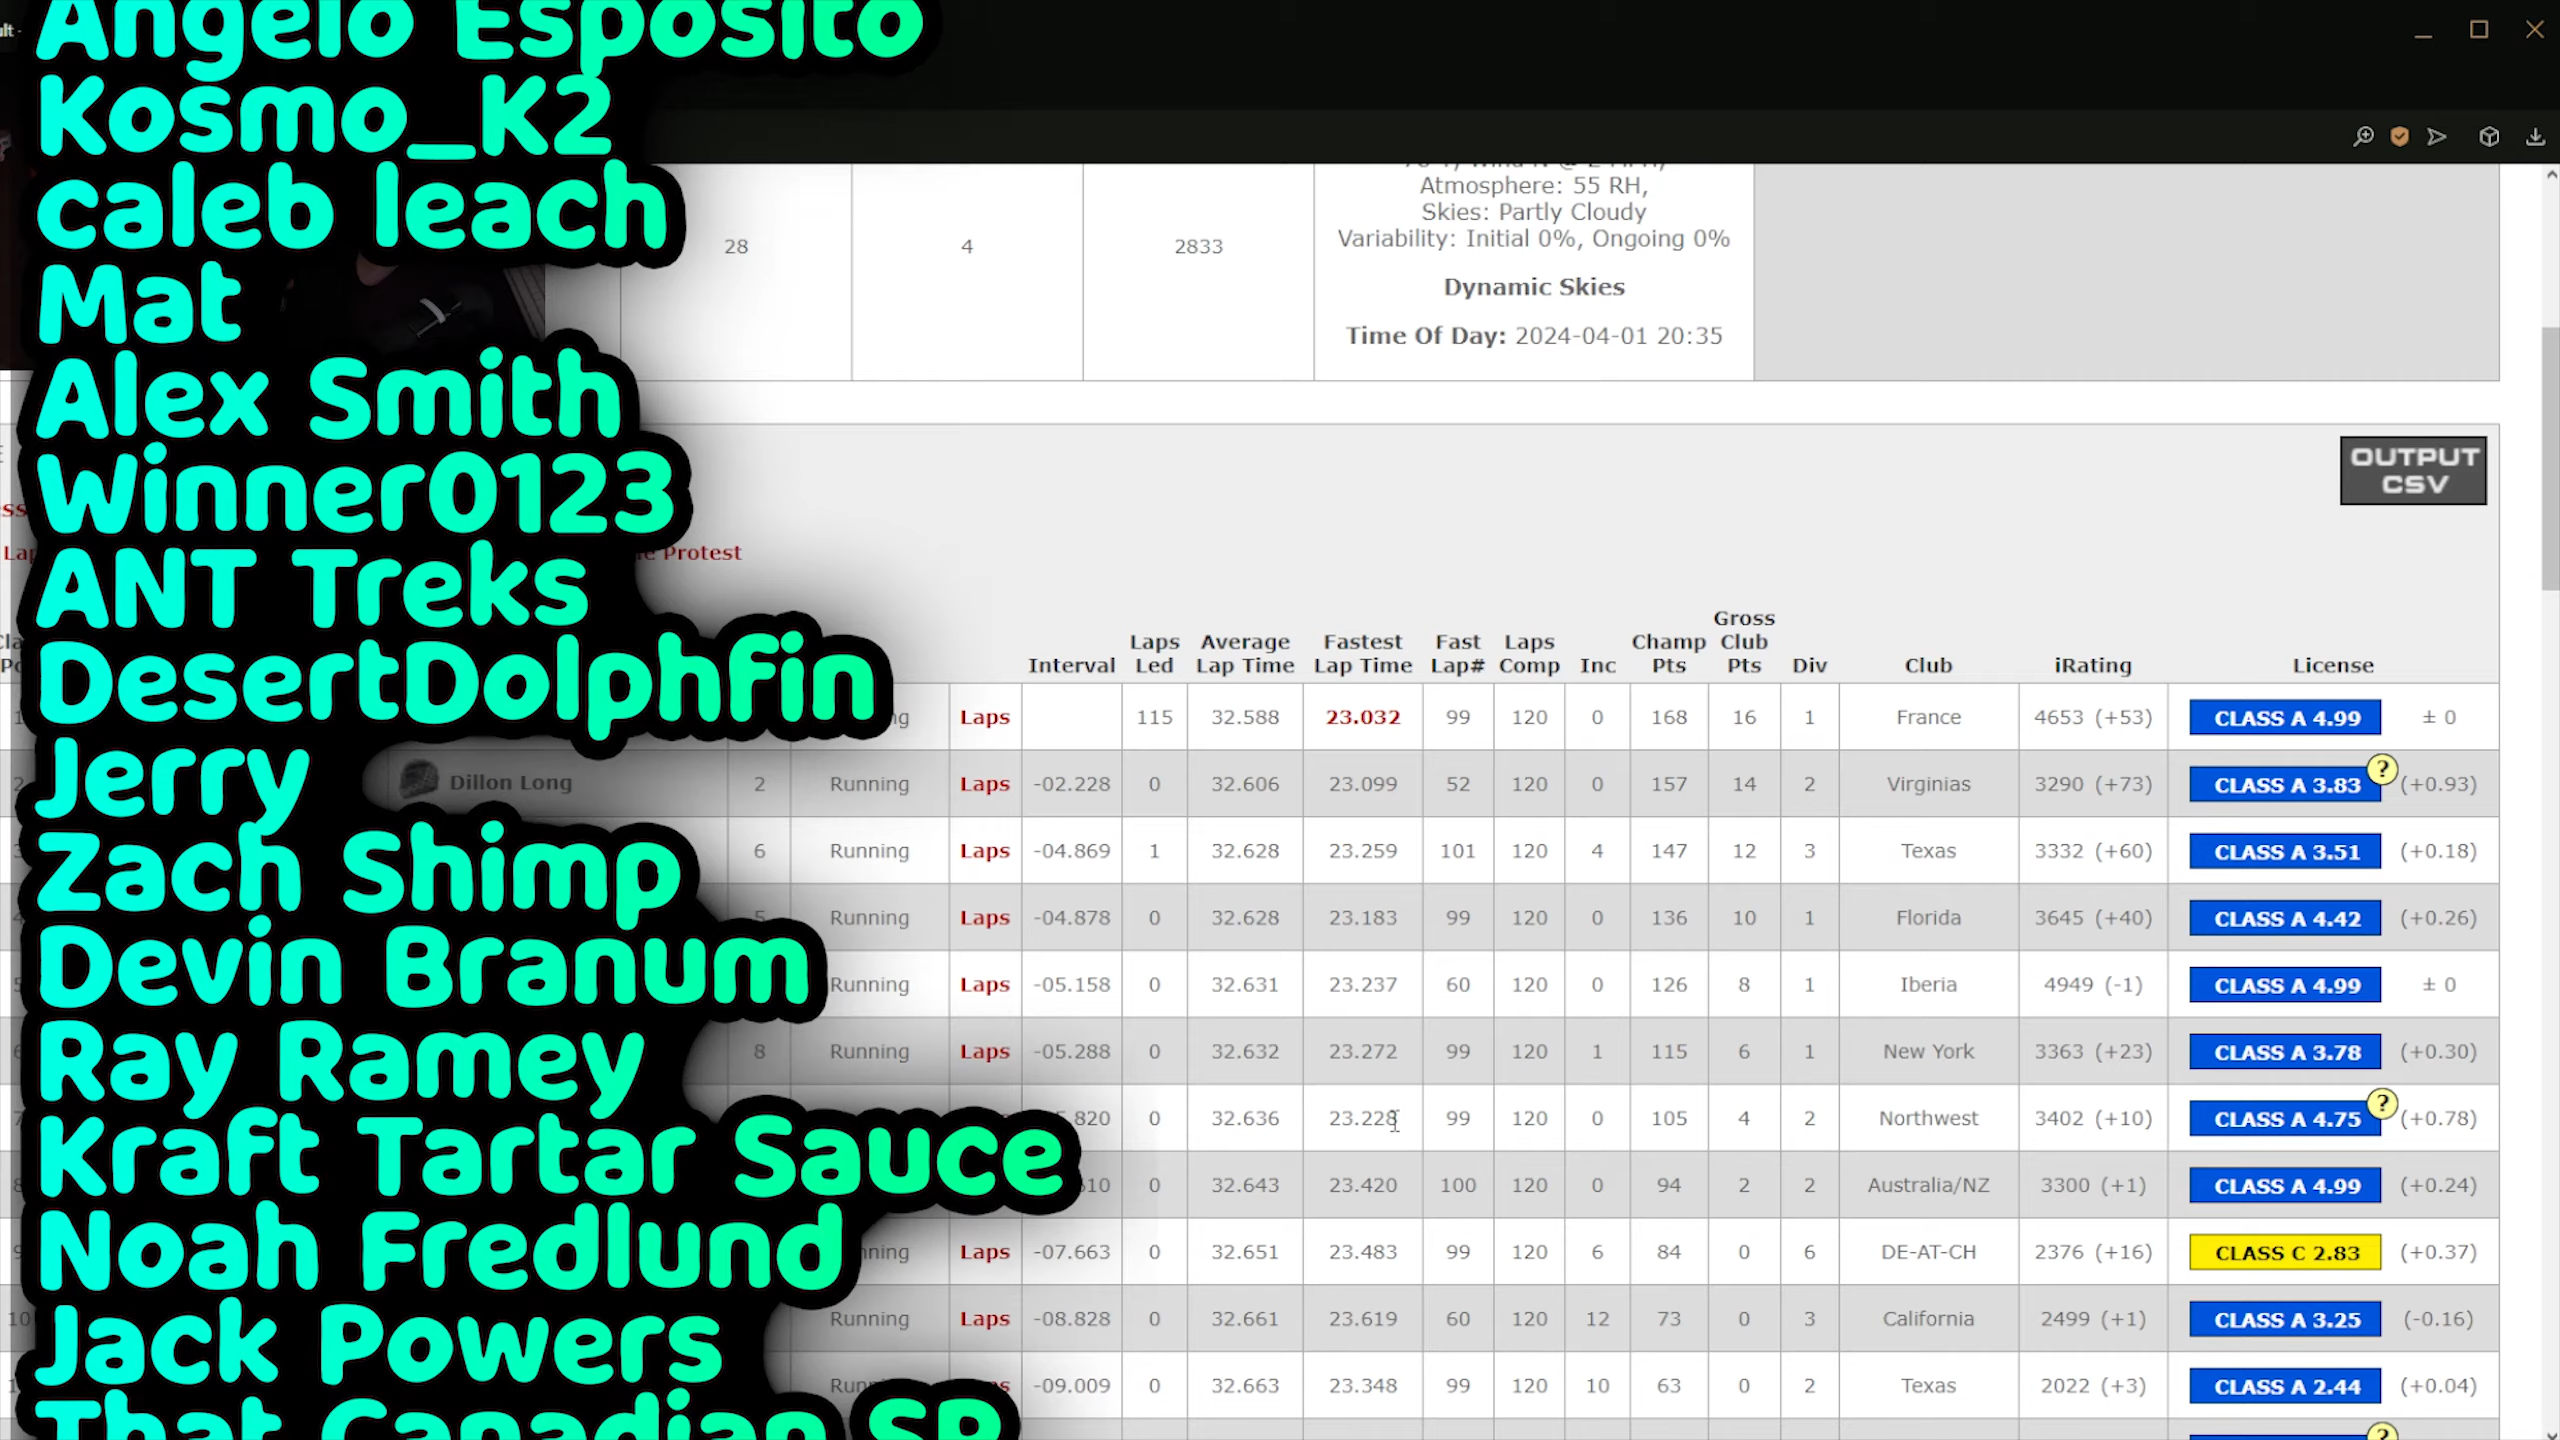 Angelo Esposito
Kosmo_K2
caleb leach
Mat
Alex Smith
Winner0123
ANT Treks
DesertDolphfin
Jerry
Zach Shimp
Devin Branum
Ray Ramey
Kraft Tartar Sauce
Noah Fredlund
Jack Powers
That Canadian SP
28 4 2833
Atmosphere: 55 RH,
Skies: Partly Cloudy
Variability: Initial 0%, Ongoing 0%
Dynamic Skies
Time Of Day: 2024-04-01 20:35
OUTPUT
CSV
Protest
Interval Laps Led Average Lap Time Fastest Lap Time Fast Lap# Laps Comp Inc Champ Pts Gross Club Pts Div Club iRating License
Laps 115 32.588 23.032 99 120 0 168 16 1 France 4653 (+53) CLASS A 4.99 ± 0
Dillon Long 2 Running Laps -02.228 0 32.606 23.099 52 120 0 157 14 2 Virginias 3290 (+73) CLASS A 3.83 ? (+0.93)
6 Running Laps -04.869 1 32.628 23.259 101 120 4 147 12 3 Texas 3332 (+60) CLASS A 3.51 (+0.18)
5 Running Laps -04.878 0 32.628 23.183 99 120 0 136 10 1 Florida 3645 (+40) CLASS A 4.42 (+0.26)
Running Laps -05.158 0 32.631 23.237 60 120 0 126 8 1 Iberia 4949 (-1) CLASS A 4.99 ± 0
8 Running Laps -05.288 0 32.632 23.272 99 120 1 115 6 1 New York 3363 (+23) CLASS A 3.78 (+0.30)
0 32.636 23.228 99 120 0 105 4 2 Northwest 3402 (+10) CLASS A 4.75 ? (+0.78)
0 32.643 23.420 100 120 0 94 2 2 Australia/NZ 3300 (+1) CLASS A 4.99 (+0.24)
Laps -07.663 0 32.651 23.483 99 120 6 84 0 6 DE-AT-CH 2376 (+16) CLASS C 2.83 (+0.37)
10 Running Laps -08.828 0 32.661 23.619 60 120 12 73 0 3 California 2499 (+1) CLASS A 3.25 (-0.16)
-09.009 0 32.663 23.348 99 120 10 63 0 2 Texas 2022 (+3) CLASS A 2.44 (+0.04)
?